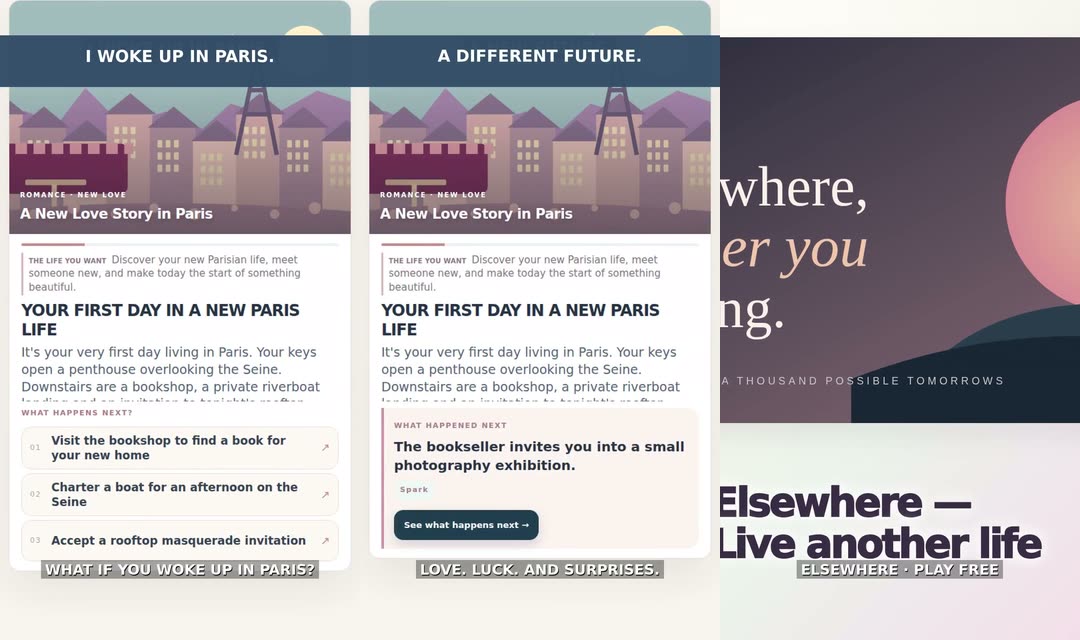 I WOKE UP IN PARIS.
ROMANCE · NEW LOVE
A New Love Story in Paris
THE LIFE YOU WANT Discover your new Parisian life, meet
someone new, and make today the start of something
beautiful.
YOUR FIRST DAY IN A NEW PARIS
LIFE
It's your very first day living in Paris. Your keys
open a penthouse overlooking the Seine.
Downstairs are a bookshop, a private riverboat
WHAT HAPPENS NEXT?
01 Visit the bookshop to find a book for
your new home ↗
02 Charter a boat for an afternoon on the
Seine ↗
03 Accept a rooftop masquerade invitation ↗
WHAT IF YOU WOKE UP IN PARIS?
A DIFFERENT FUTURE.
ROMANCE · NEW LOVE
A New Love Story in Paris
THE LIFE YOU WANT Discover your new Parisian life, meet
someone new, and make today the start of something
beautiful.
YOUR FIRST DAY IN A NEW PARIS
LIFE
It's your very first day living in Paris. Your keys
open a penthouse overlooking the Seine.
Downstairs are a bookshop, a private riverboat
WHAT HAPPENED NEXT
The bookseller invites you into a small
photography exhibition.
Spark
See what happens next →
LOVE. LUCK. AND SURPRISES.
where,
er you
ng.
A THOUSAND POSSIBLE TOMORROWS
Elsewhere —
Live another life
ELSEWHERE · PLAY FREE